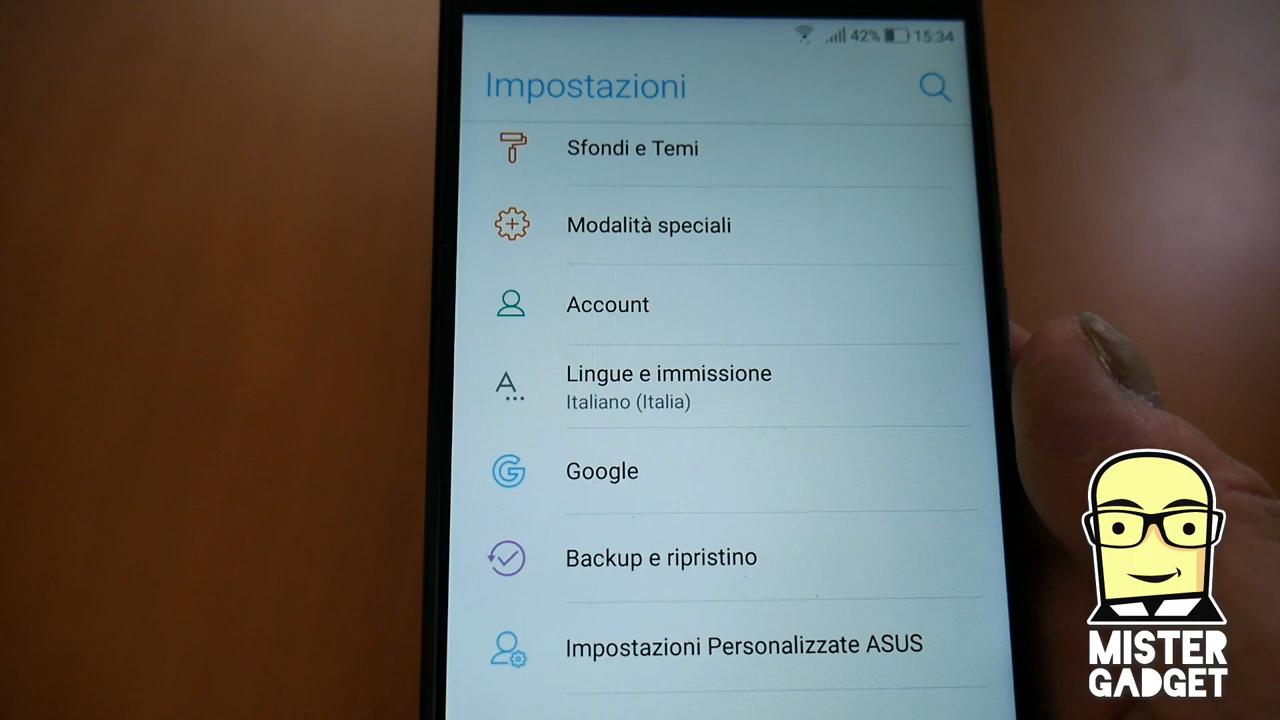 42% 15:34
Impostazioni
Sfondi e Temi
Modalità speciali
Account
Lingue e immissione
Italiano (Italia)
Google
Backup e ripristino
Impostazioni Personalizzate ASUS
MISTER
GADGET